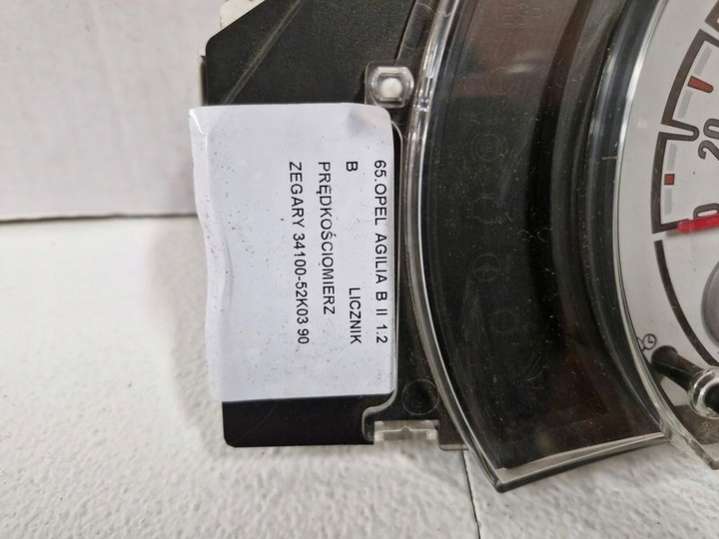 65.OPEL AGILIA B II 1.2
B LICZNIK
PRĘDKOŚCIOMIERZ
ZEGARY 34100-52K03 90
20